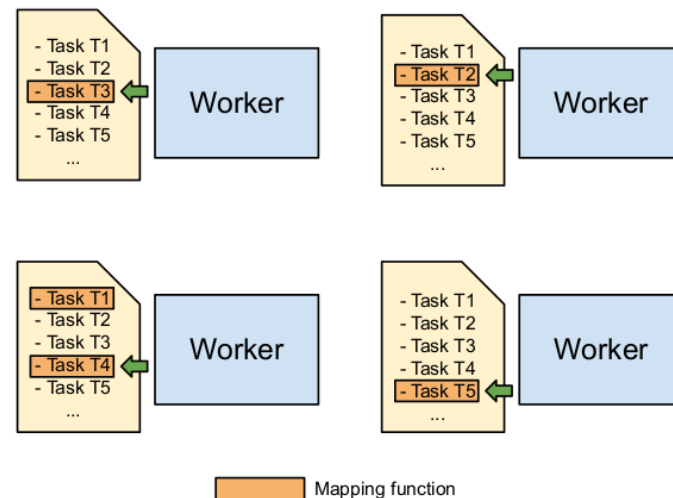 - Task T1
- Task T2
- Task T3
- Task T4
- Task T5
...
Worker
- Task T1
- Task T2
- Task T3
- Task T4
- Task T5
...
Worker
- Task T1
- Task T2
- Task T3
- Task T4
- Task T5
...
Worker
- Task T1
- Task T2
- Task T3
- Task T4
- Task T5
...
Worker
Mapping function